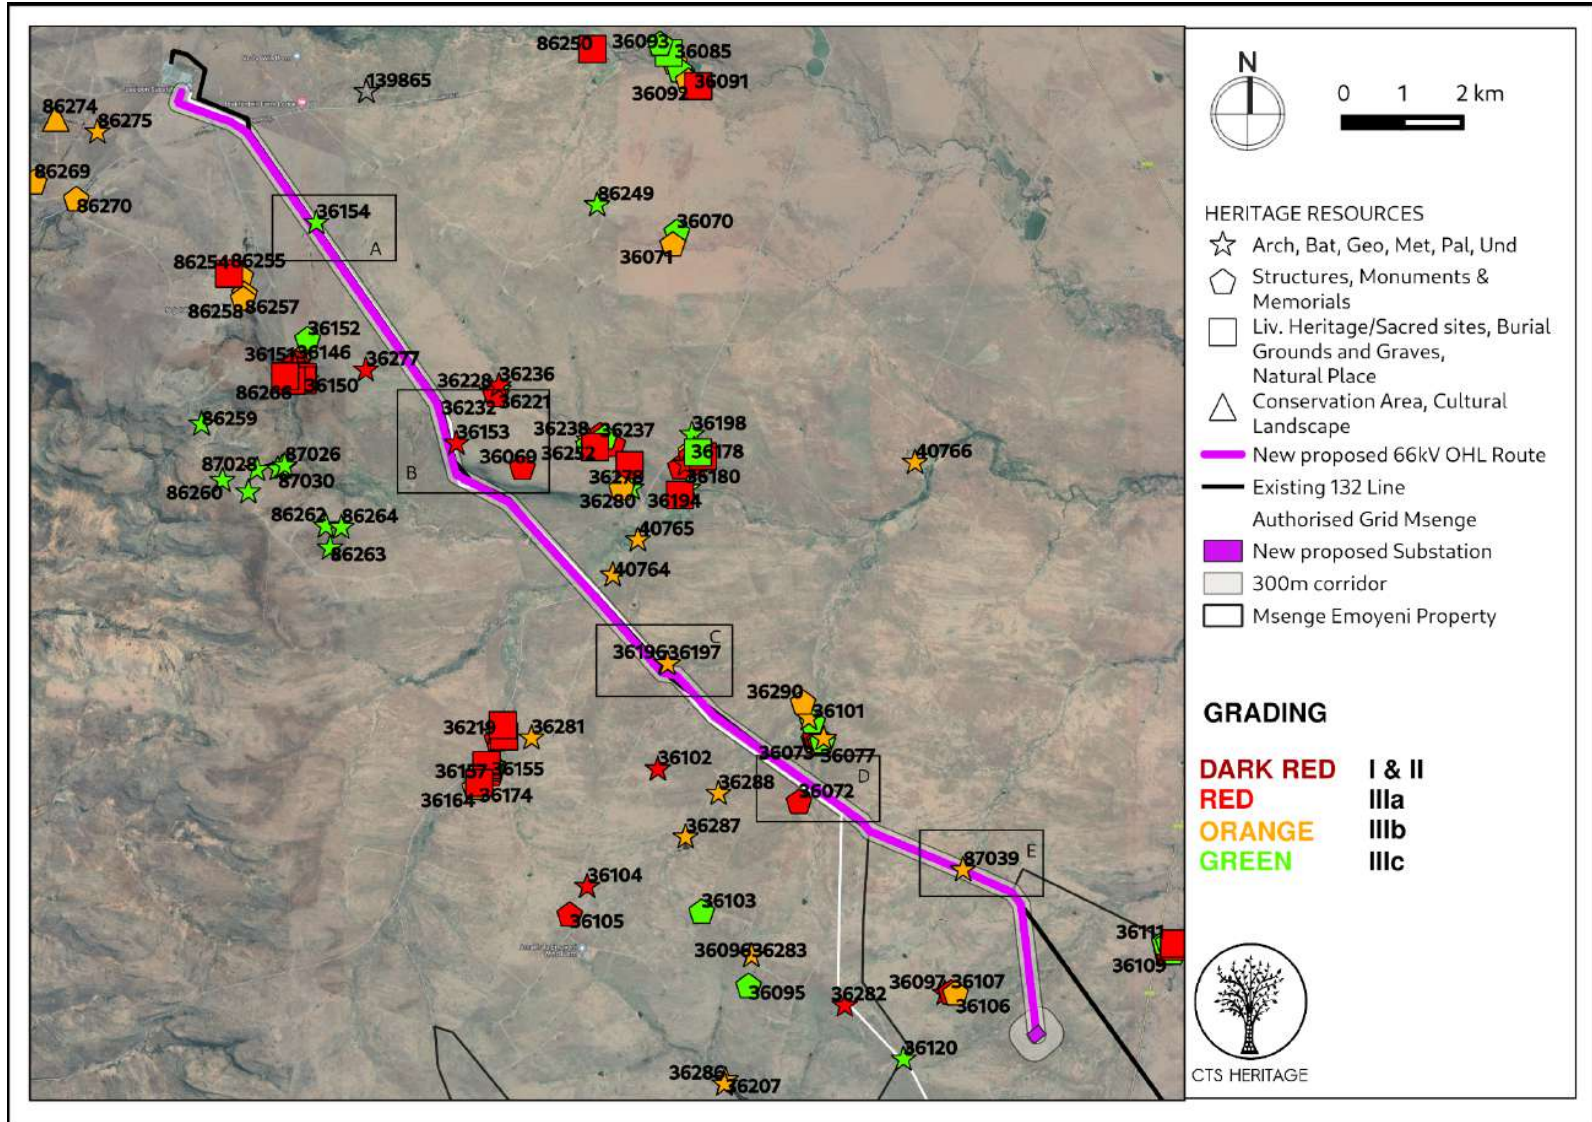 N
0 1 2 km
HERITAGE RESOURCES
Arch, Bat, Geo, Met, Pal, Und
Structures, Monuments &
Memorials
Liv. Heritage/Sacred sites, Burial
Grounds and Graves,
Natural Place
Conservation Area, Cultural
Landscape
New proposed 66kV OHL Route
Existing 132 Line
Authorised Grid Msenge
New proposed Substation
300m corridor
Msenge Emoyeni Property
GRADING
DARK RED I & II
RED IIIa
ORANGE IIIb
GREEN IIIc
CTS HERITAGE
86250
36093
36085
36091
36092
139865
86274
86275
86269
86270
86249
36070
36071
36154
A
86254
86255
86257
86258
36152
36146
36150
36277
36236
36228
36221
36232
36153
B
36069
86259
87026
87028
87030
86260
86262
86264
86263
36238
36237
36252
36278
36280
36198
36178
36180
36194
40766
40765
40764
C
36196
36197
36290
36101
36073
36077
36219
36281
36157
36155
36164
36174
36102
36288
36287
D
36072
E
87039
36104
36105
36103
36096
36283
36095
36282
36097
36107
36106
36111
36109
36120
36286
36207